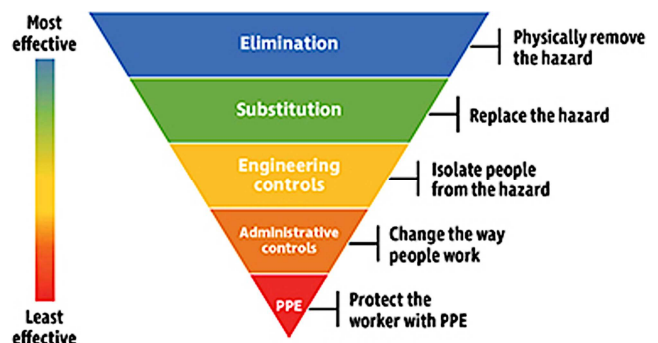 Most
effective
Elimination
Physically remove
the hazard
Substitution
Replace the hazard
Engineering
controls
Isolate people
from the hazard
Administrative
controls
Change the way
people work
PPE
Protect the
worker with PPE
Least
effective